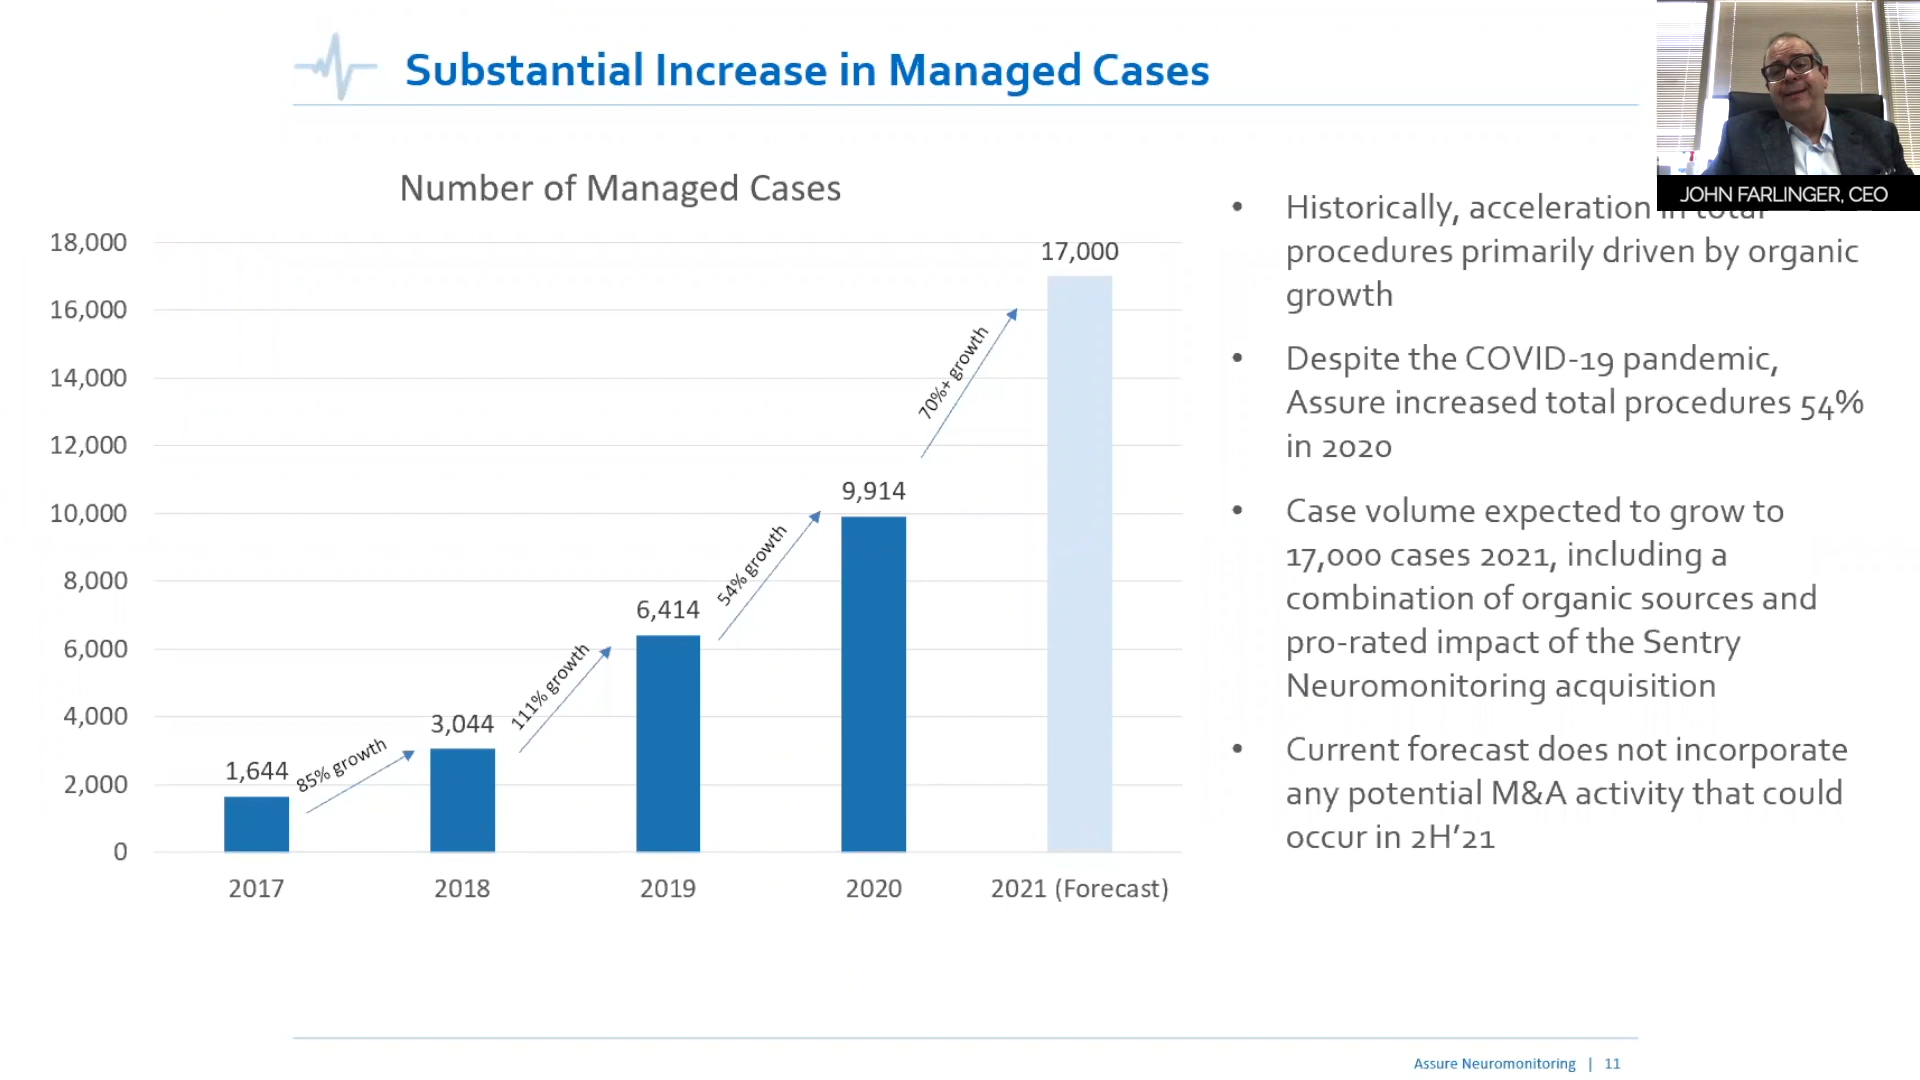 Substantial Increase in Managed Cases
JOHN FARLINGER, CEO
Number of Managed Cases
18,000
16,000
14,000
12,000
10,000
8,000
6,000
4,000
2,000
0
1,644
85% growth
3,044
111% growth
6,414
54% growth
9,914
70%+ growth
17,000
2017
2018
2019
2020
2021 (Forecast)
• Historically, acceleration in total
procedures primarily driven by organic
growth
• Despite the COVID-19 pandemic,
Assure increased total procedures 54%
in 2020
• Case volume expected to grow to
17,000 cases 2021, including a
combination of organic sources and
pro-rated impact of the Sentry
Neuromonitoring acquisition
• Current forecast does not incorporate
any potential M&A activity that could
occur in 2H’21
Assure Neuromonitoring | 11